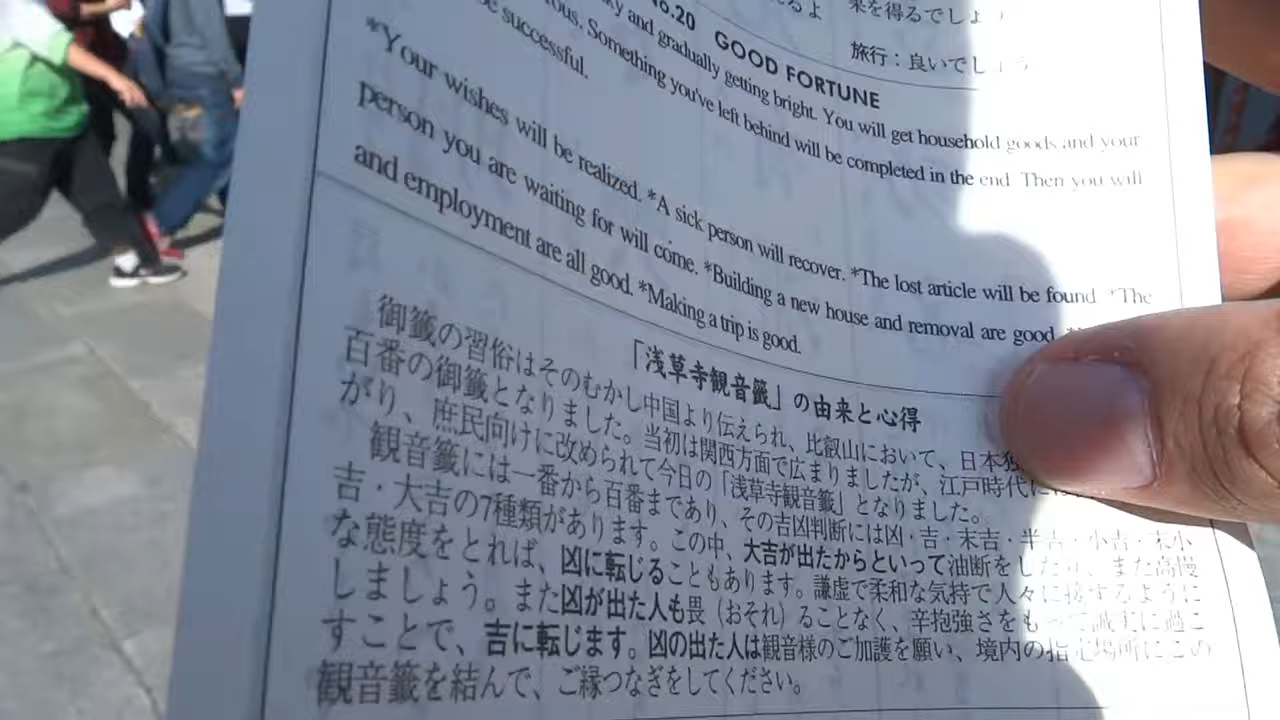 来を得るでしょう
旅行：良いでしょう
No.20 GOOD FORTUNE
and gradually getting bright. You will get household goods and your
Something you've left behind will be completed in the end Then you will
be successful.
*Your wishes will be realized. *A sick person will recover. *The lost article will be found *The
person you are waiting for will come. *Building a new house and removal are good.
and employment are all good. *Making a trip is good.
「浅草寺観音籤」の由来と心得
御籤の習俗はそのむかし中国より伝えられ、比叡山において、日本独
百番の御籤となりました。当初は関西方面で広まりましたが、江戸時代に
がり、庶民向けに改められて今日の「浅草寺観音籤」となりました。
観音籤には一番から百番まであり、その吉凶判断には凶・吉・末吉・半吉・小吉・末小
吉・大吉の7種類があります。この中、大吉が出たからといって油断をしたり、また高慢
な態度をとれば、凶に転じることもあります。謙虚で柔和な気持で人々に接するように
しましょう。また凶が出た人も畏（おそれ）ることなく、辛抱強さをもって誠実に過ご
すことで、吉に転じます。凶の出た人は観音様のご加護を願い、境内の指定場所にこの
観音籤を結んで、ご縁つなぎをしてください。